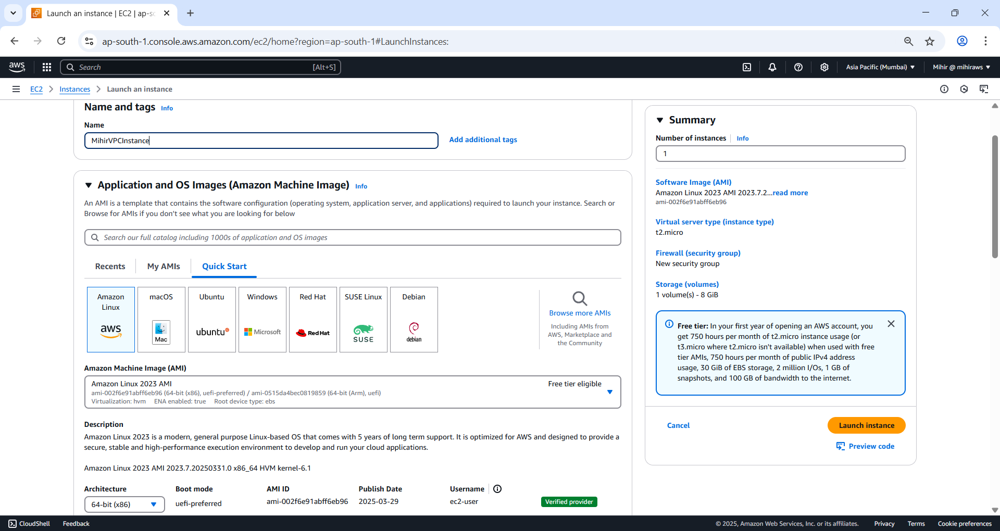 Launch an instance | EC2 | ap-sc
ap-south-1.console.aws.amazon.com/ec2/home?region=ap-south-1#LaunchInstances:
aws
Search
[Alt+S]
Asia Pacific (Mumbai)
Mihir @ mihiraws
EC2
Instances
Launch an instance
Name and tags Info
Name
MihirVPCInstance
Add additional tags
Application and OS Images (Amazon Machine Image) Info
An AMI is a template that contains the software configuration (operating system, application server, and applications) required to launch your instance. Search or
Browse for AMIs if you don’t see what you are looking for below
Search our full catalog including 1000s of application and OS images
Recents
My AMIs
Quick Start
Amazon
Linux
aws
macOS
Mac
Ubuntu
ubuntu
Windows
Microsoft
Red Hat
Red Hat
SUSE Linux
SUSE
Debian
debian
Browse more AMIs
Including AMIs from
AWS, Marketplace and
the Community
Amazon Machine Image (AMI)
Amazon Linux 2023 AMI
Free tier eligible
ami-002f6e91abff6eb96 (64-bit (x86), uefi-preferred) / ami-0515da4bec0819859 (64-bit (Arm), uefi)
Virtualization: hvm ENA enabled: true Root device type: ebs
Description
Amazon Linux 2023 is a modern, general purpose Linux-based OS that comes with 5 years of long term support. It is optimized for AWS and designed to provide a
secure, stable and high-performance execution environment to develop and run your cloud applications.
Amazon Linux 2023 AMI 2023.7.20250331.0 x86_64 HVM kernel-6.1
Architecture
64-bit (x86)
Boot mode
uefi-preferred
AMI ID
ami-002f6e91abff6eb96
Publish Date
2025-03-29
Username
ec2-user
Verified provider
Summary
Number of instances Info
1
Software Image (AMI)
Amazon Linux 2023 AMI 2023.7.2...read more
ami-002f6e91abff6eb96
Virtual server type (instance type)
t2.micro
Firewall (security group)
New security group
Storage (volumes)
1 volume(s) - 8 GiB
Free tier: In your first year of opening an AWS account, you
get 750 hours per month of t2.micro instance usage (or
t3.micro where t2.micro isn't available) when used with free
tier AMIs, 750 hours per month of public IPv4 address
usage, 30 GiB of EBS storage, 2 million I/Os, 1 GB of
snapshots, and 100 GB of bandwidth to the internet.
Cancel
Launch instance
Preview code
CloudShell
Feedback
© 2025, Amazon Web Services, Inc. or its affiliates.
Privacy
Terms
Cookie preferences